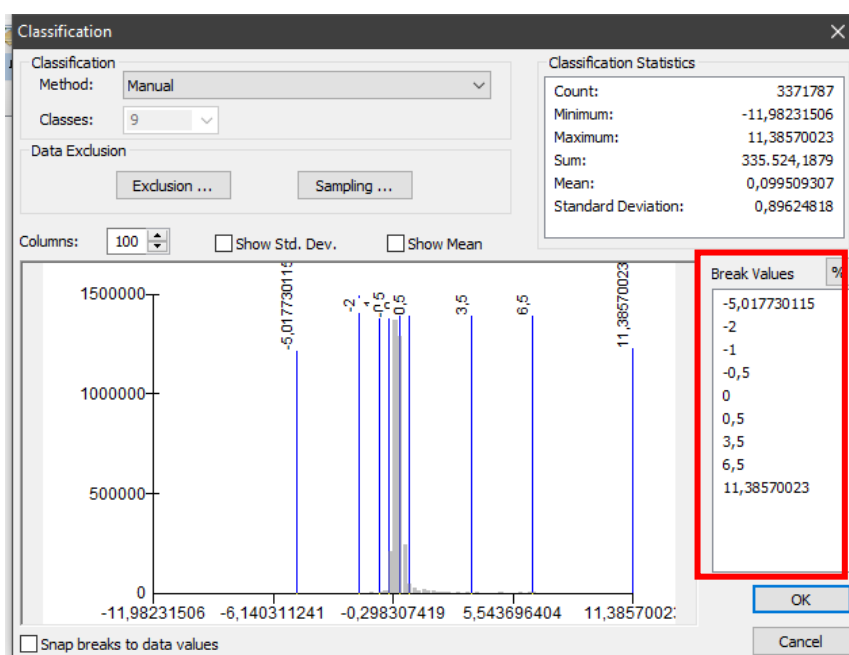 Classification
Classification
Method: Manual
Classes: 9
Data Exclusion
Exclusion ...
Sampling ...
Classification Statistics
Count: 3371787
Minimum: -11,98231506
Maximum: 11,38570023
Sum: 335.524,1879
Mean: 0,099509307
Standard Deviation: 0,89624818
Columns: 100
Show Std. Dev.
Show Mean
Break Values
%
-5,017730115
-2
-1
-0,5
0
0,5
3,5
6,5
11,38570023
-5,017730115
-2
-0,5
0,5
3,5
6,5
11,38570023
1500000
1000000
500000
0
-11,98231506
-6,140311241
-0,298307419
5,543696404
11,38570023
Snap breaks to data values
OK
Cancel